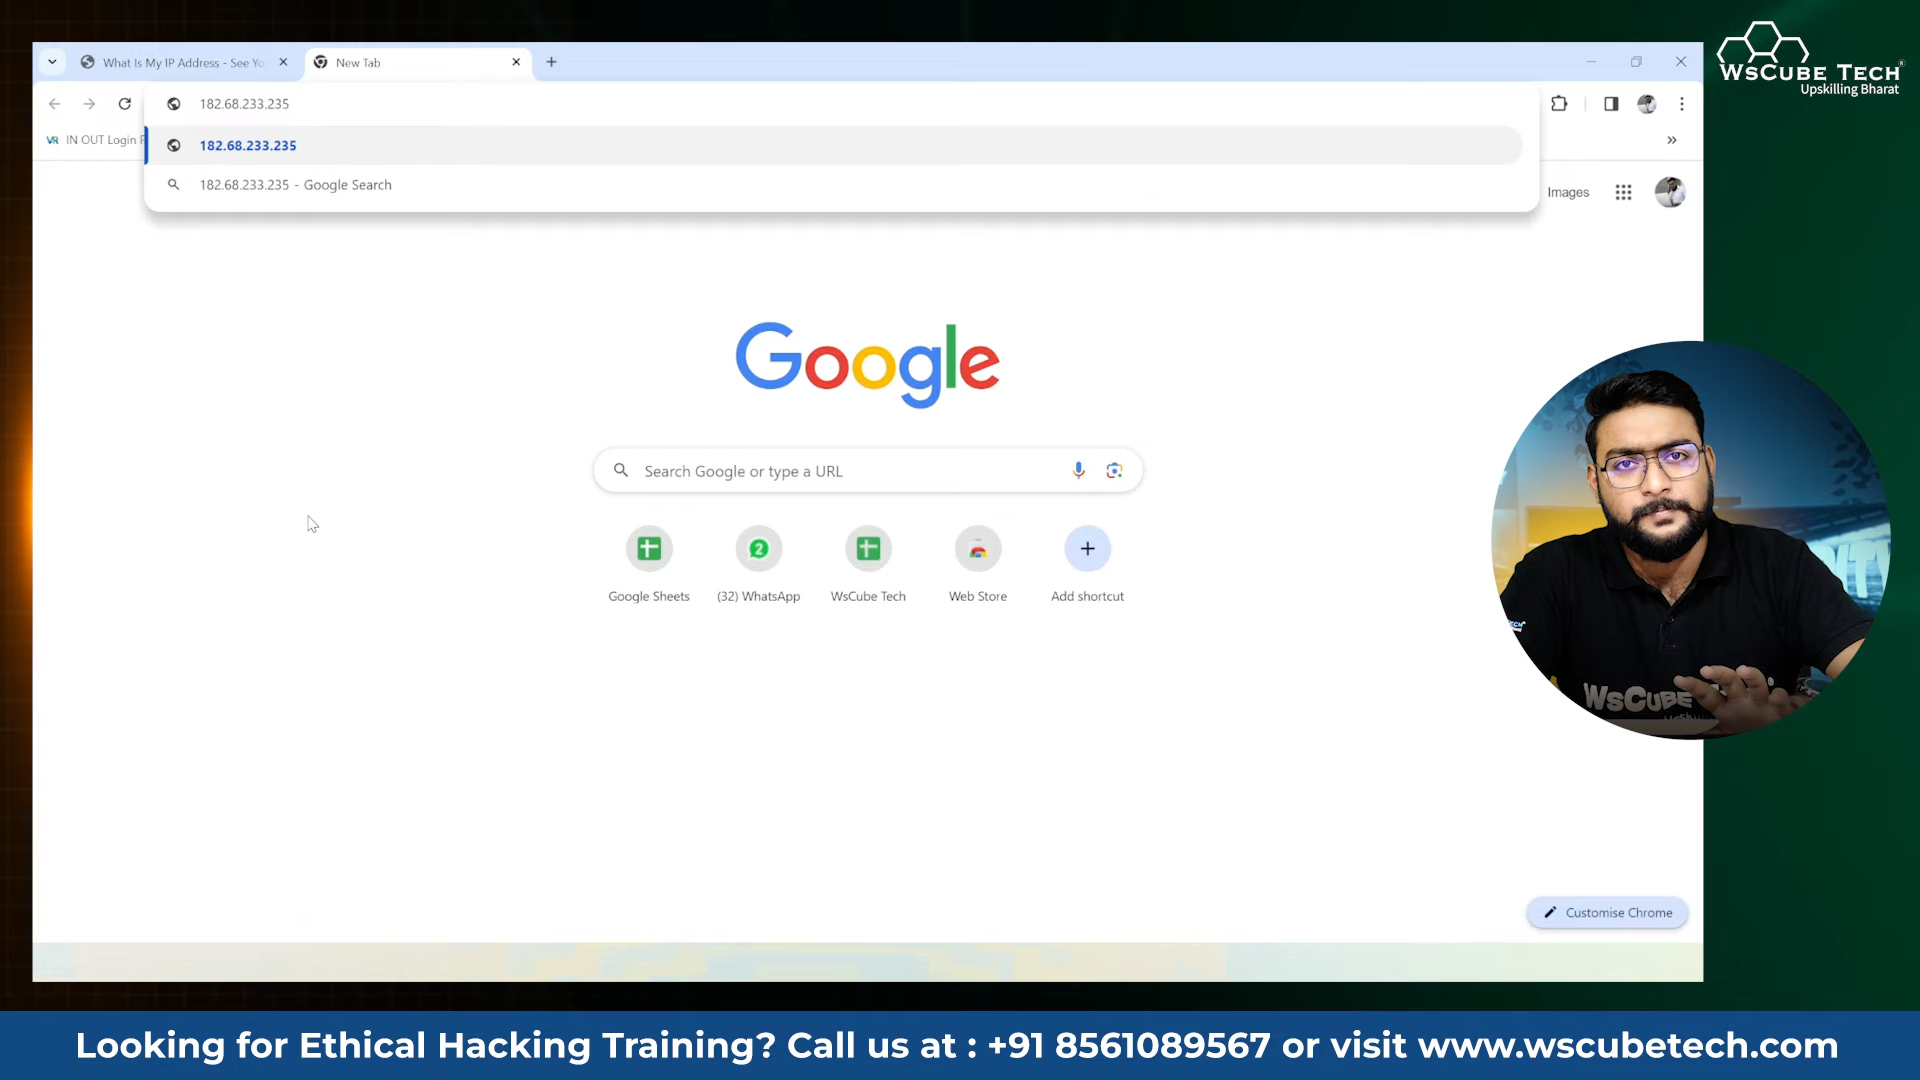 WsCube Tech®
Upskilling Bharat
What Is My IP Address - See Yo
New Tab
182.68.233.235
VR IN OUT Login
182.68.233.235
182.68.233.235 - Google Search
Images
Google
Search Google or type a URL
2
Google Sheets
(32) WhatsApp
WsCube Tech
Web Store
Add shortcut
WsCube
Customise Chrome
Looking for Ethical Hacking Training? Call us at : +91 8561089567 or visit www.wscubetech.com